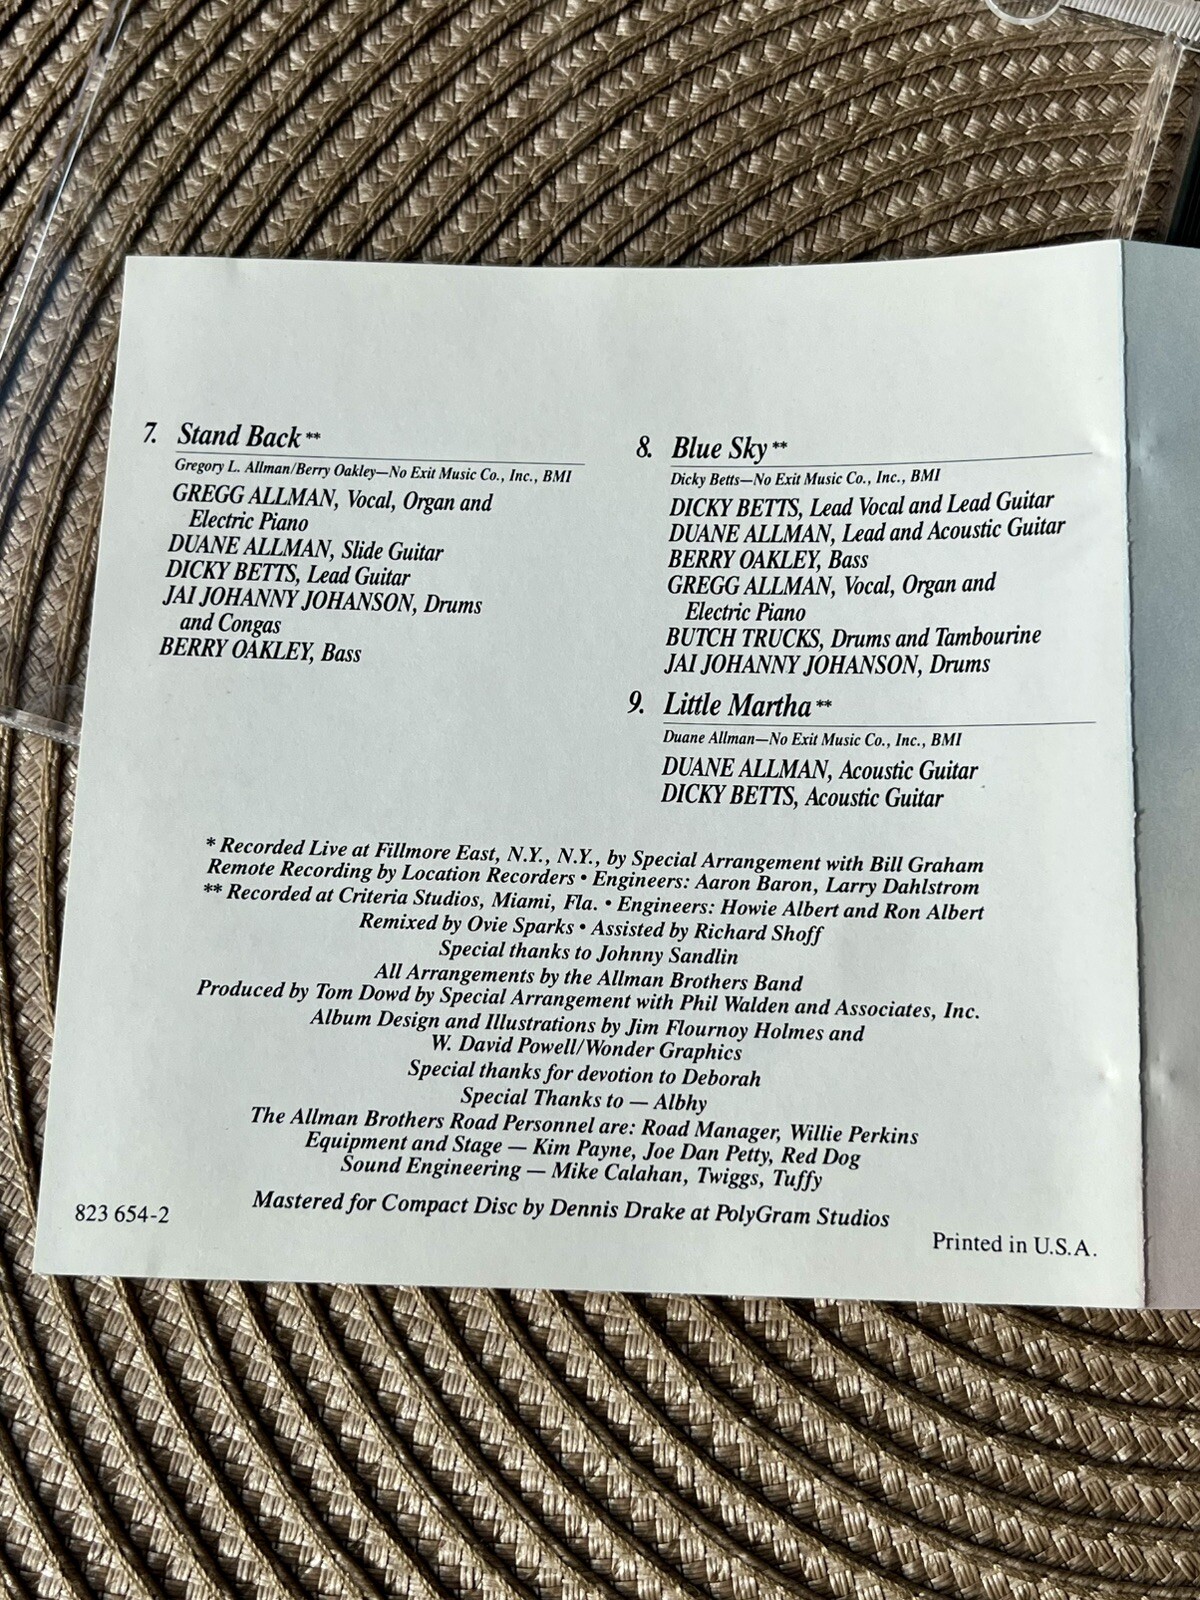 7. Stand Back **
Gregory L. Allman/Berry Oakley—No Exit Music Co., Inc., BMI
GREGG ALLMAN, Vocal, Organ and
Electric Piano
DUANE ALLMAN, Slide Guitar
DICKY BETTS, Lead Guitar
JAI JOHANNY JOHANSON, Drums
and Congas
BERRY OAKLEY, Bass
8. Blue Sky **
Dicky Betts—No Exit Music Co., Inc., BMI
DICKY BETTS, Lead Vocal and Lead Guitar
DUANE ALLMAN, Lead and Acoustic Guitar
BERRY OAKLEY, Bass
GREGG ALLMAN, Vocal, Organ and
Electric Piano
BUTCH TRUCKS, Drums and Tambourine
JAI JOHANNY JOHANSON, Drums
9. Little Martha **
Duane Allman—No Exit Music Co., Inc., BMI
DUANE ALLMAN, Acoustic Guitar
DICKY BETTS, Acoustic Guitar
* Recorded Live at Fillmore East, N.Y., N.Y., by Special Arrangement with Bill Graham
Remote Recording by Location Recorders • Engineers: Aaron Baron, Larry Dahlstrom
** Recorded at Criteria Studios, Miami, Fla. • Engineers: Howie Albert and Ron Albert
Remixed by Ovie Sparks • Assisted by Richard Shoff
Special thanks to Johnny Sandlin
All Arrangements by the Allman Brothers Band
Produced by Tom Dowd by Special Arrangement with Phil Walden and Associates, Inc.
Album Design and Illustrations by Jim Flournoy Holmes and
W. David Powell/Wonder Graphics
Special thanks for devotion to Deborah
Special Thanks to — Albhy
The Allman Brothers Road Personnel are: Road Manager, Willie Perkins
Equipment and Stage — Kim Payne, Joe Dan Petty, Red Dog
Sound Engineering — Mike Calahan, Twiggs, Tuffy
Mastered for Compact Disc by Dennis Drake at PolyGram Studios
823 654-2
Printed in U.S.A.